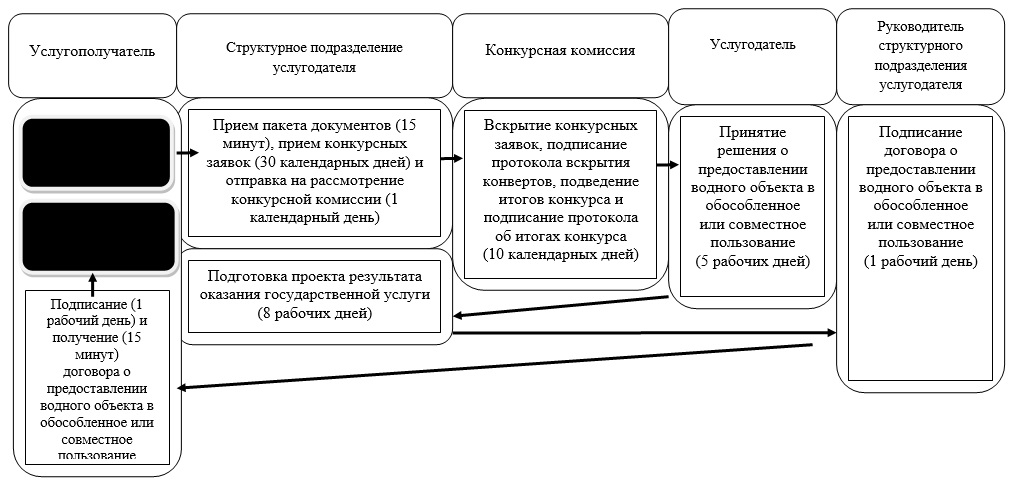 Услугополучатель
Структурное подразделение
услугодателя
Конкурсная комиссия
Услугодатель
Руководитель
структурного
подразделения
услугодателя
Прием пакета документов (15
минут), прием конкурсных
заявок (30 календарных дней) и
отправка на рассмотрение
конкурсной комиссии (1
календарный день)
Вскрытие конкурсных
заявок, подписание
протокола вскрытия
конвертов, подведение
итогов конкурса и
подписание протокола
об итогах конкурса
(10 календарных дней)
Принятие
решения о
предоставлении
водного объекта в
обособленное
или совместное
пользование
(5 рабочих дней)
Подписание
договора о
предоставлении
водного объекта в
обособленное
или совместное
пользование
(1 рабочий день)
Подготовка проекта результата
оказания государственной услуги
(8 рабочих дней)
Подписание (1
рабочий день) и
получение (15
минут)
договора о
предоставлении
водного объекта в
обособленное или
совместное
пользование